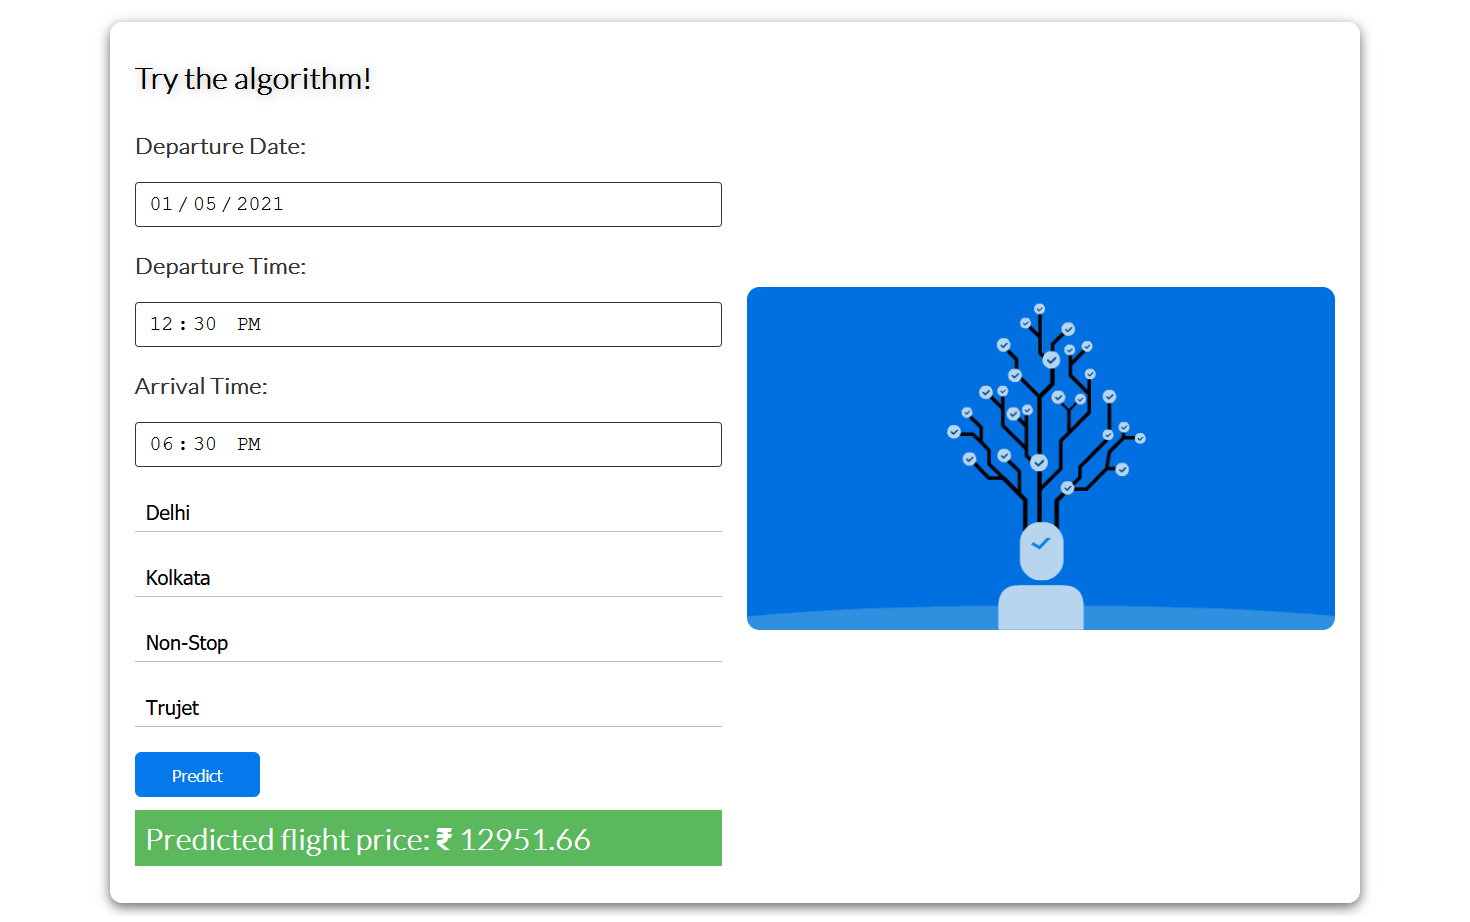 Try the algorithm!
Departure Date:
01/05/2021
Departure Time:
12:30 PM
Arrival Time:
06:30 PM
Delhi
Kolkata
Non-Stop
Trujet
Predict
Predicted flight price: ₹ 12951.66